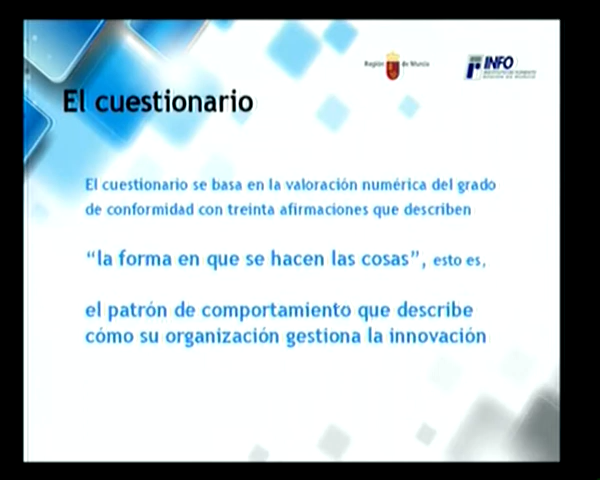 Región de Murcia
INFO
El cuestionario
El cuestionario se basa en la valoración numérica del grado
de conformidad con treinta afirmaciones que describen
“la forma en que se hacen las cosas”, esto es,
el patrón de comportamiento que describe
cómo su organización gestiona la innovación